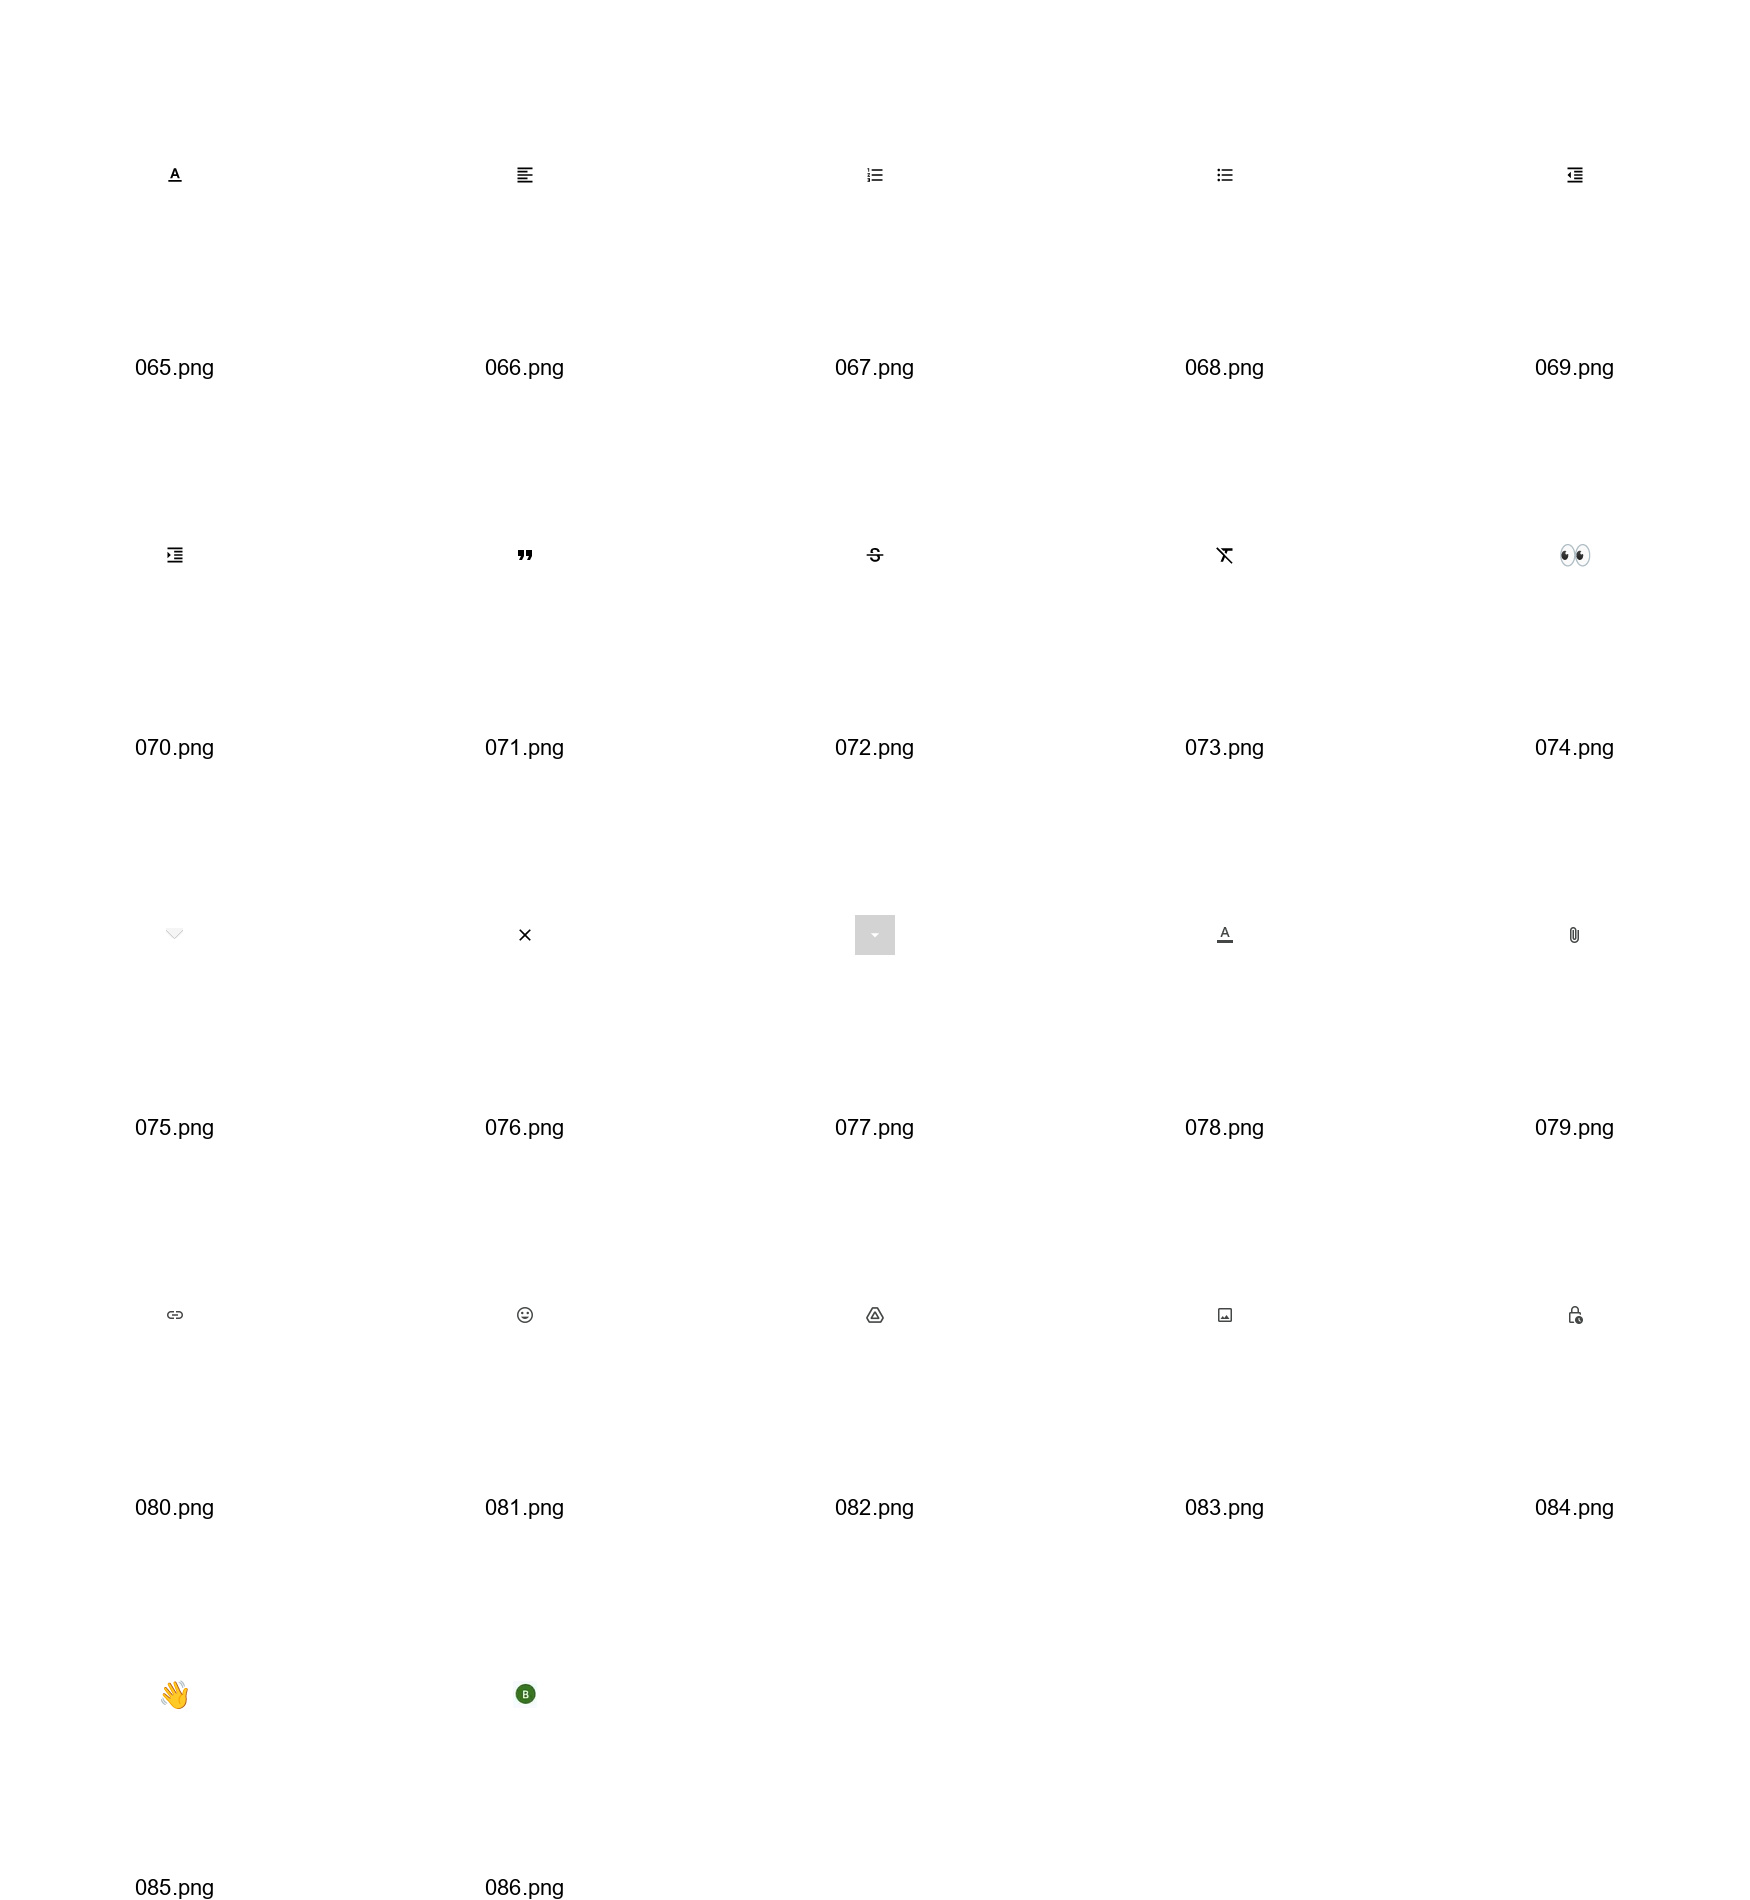 A
065.png 066.png 067.png 068.png 069.png
070.png 071.png 072.png 073.png 074.png
A
075.png 076.png 077.png 078.png 079.png
080.png 081.png 082.png 083.png 084.png
B
085.png 086.png